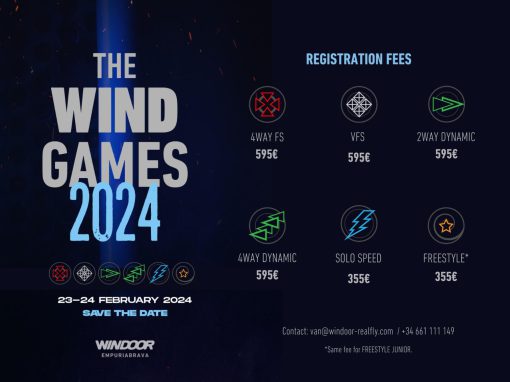 THE
WIND
GAMES
2024
23-24 FEBRUARY 2024
SAVE THE DATE
WINDOOR
EMPURIABRAVA
REGISTRATION FEES
4WAY FS
595€
VFS
595€
2WAY DYNAMIC
595€
4WAY DYNAMIC
595€
SOLO SPEED
355€
FREESTYLE*
355€
Contact: van@windoor-realfly.com / +34 661 111 149
*Same fee for FREESTYLE JUNIOR.